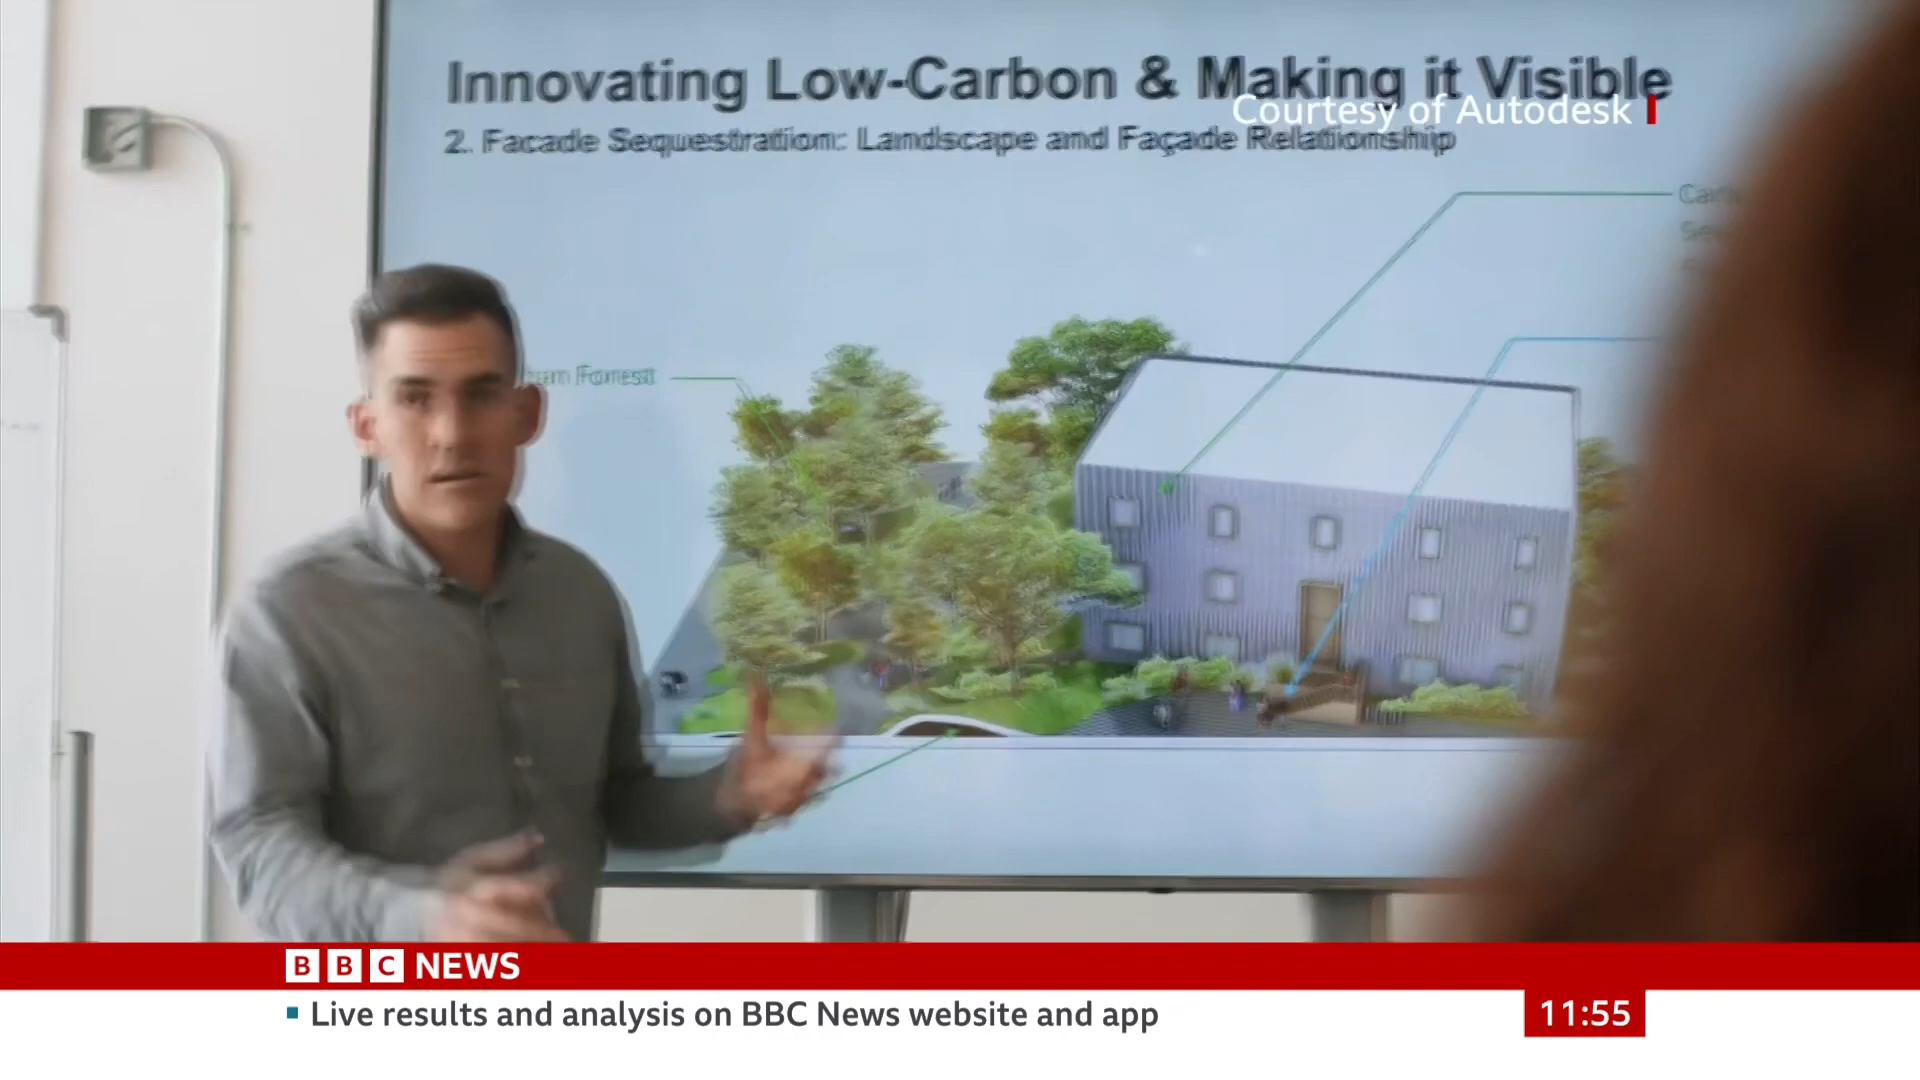 Innovating Low-Carbon & Making it Visible
Courtesy of Autodesk
2. Facade Sequestration: Landscape and Façade Relationship
Forest
BBC NEWS
Live results and analysis on BBC News website and app
11:55